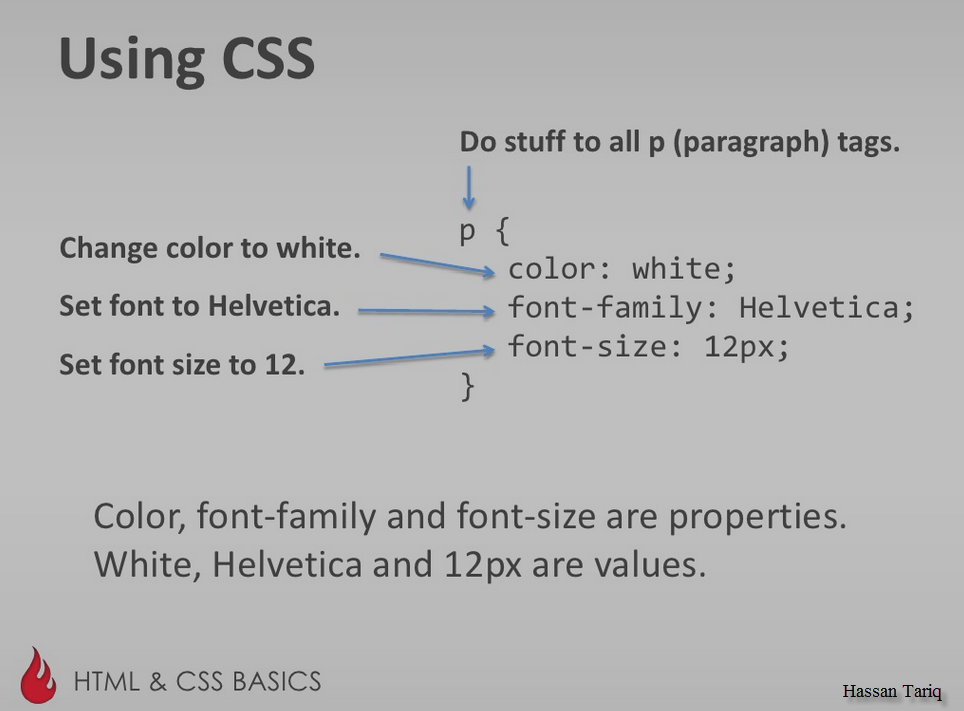 Using CSS
Do stuff to all p (paragraph) tags.
p {
Change color to white.
color: white;
Set font to Helvetica.
font-family: Helvetica;
Set font size to 12.
font-size: 12px;
}
Color, font-family and font-size are properties.
White, Helvetica and 12px are values.
HTML & CSS BASICS
Hassan Tariq